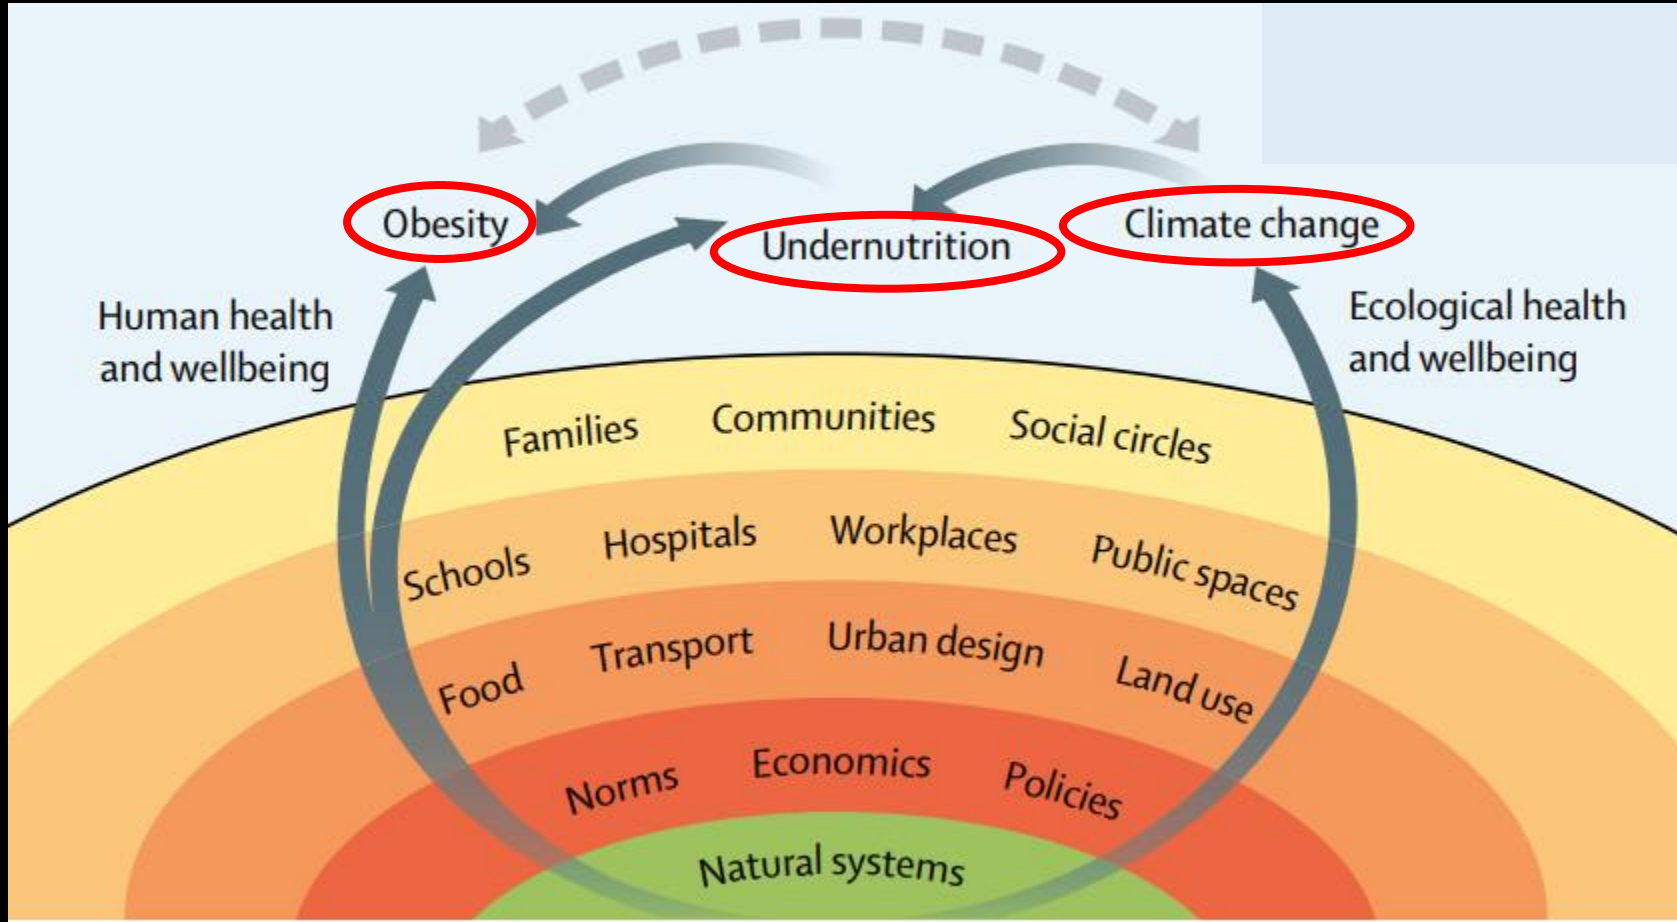 Obesity
Undernutrition
Climate change
Human health
and wellbeing
Ecological health
and wellbeing
Families Communities Social circles
Schools Hospitals Workplaces Public spaces
Food Transport Urban design Land use
Norms Economics Policies
Natural systems